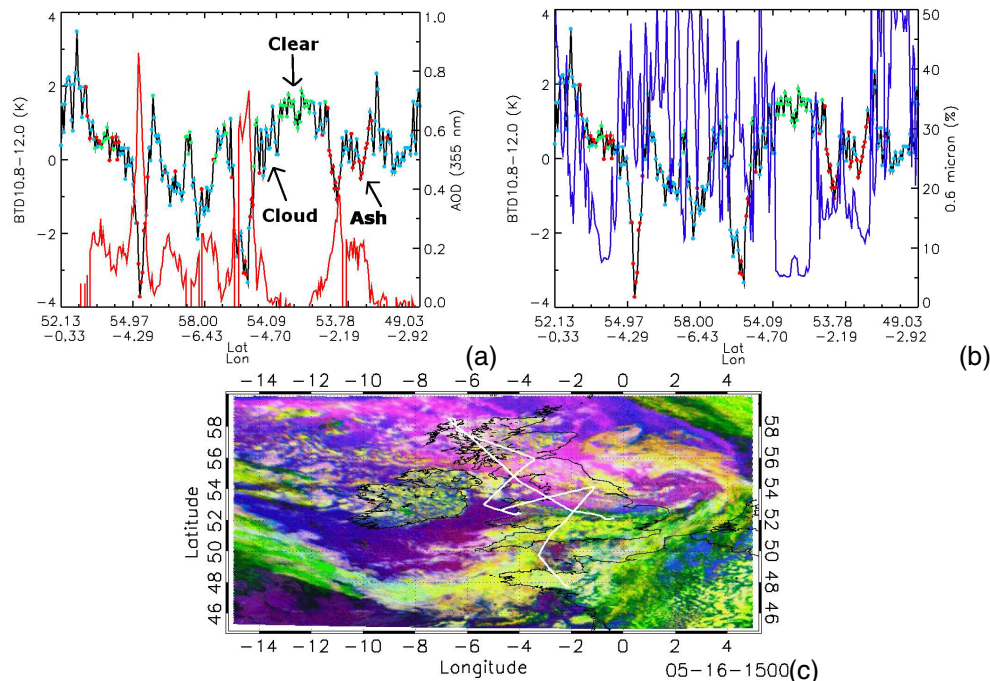 4
2
0
−2
−4
BTD10.8−12.0 (K)
1.0
0.8
0.6
0.4
0.2
0.0
AOD (355 nm)
Clear
Cloud
Ash
52.13 54.97 58.00 54.09 53.78 49.03
−0.33 −4.29 −6.43 −4.70 −2.19 −2.92
Lat
Lon
(a)
4
2
0
−2
−4
BTD10.8−12.0 (K)
50
40
30
20
10
0
0.6 micron (%)
52.13 54.97 58.00 54.09 53.78 49.03
−0.33 −4.29 −6.43 −4.70 −2.19 −2.92
Lat
Lon
(b)
−14 −12 −10 −8 −6 −4 −2 0 2 4
58
56
54
52
50
48
46
Latitude
58
56
54
52
50
48
46
−14 −12 −10 −8 −6 −4 −2 0 2 4
Longitude
05−16−1500
(c)